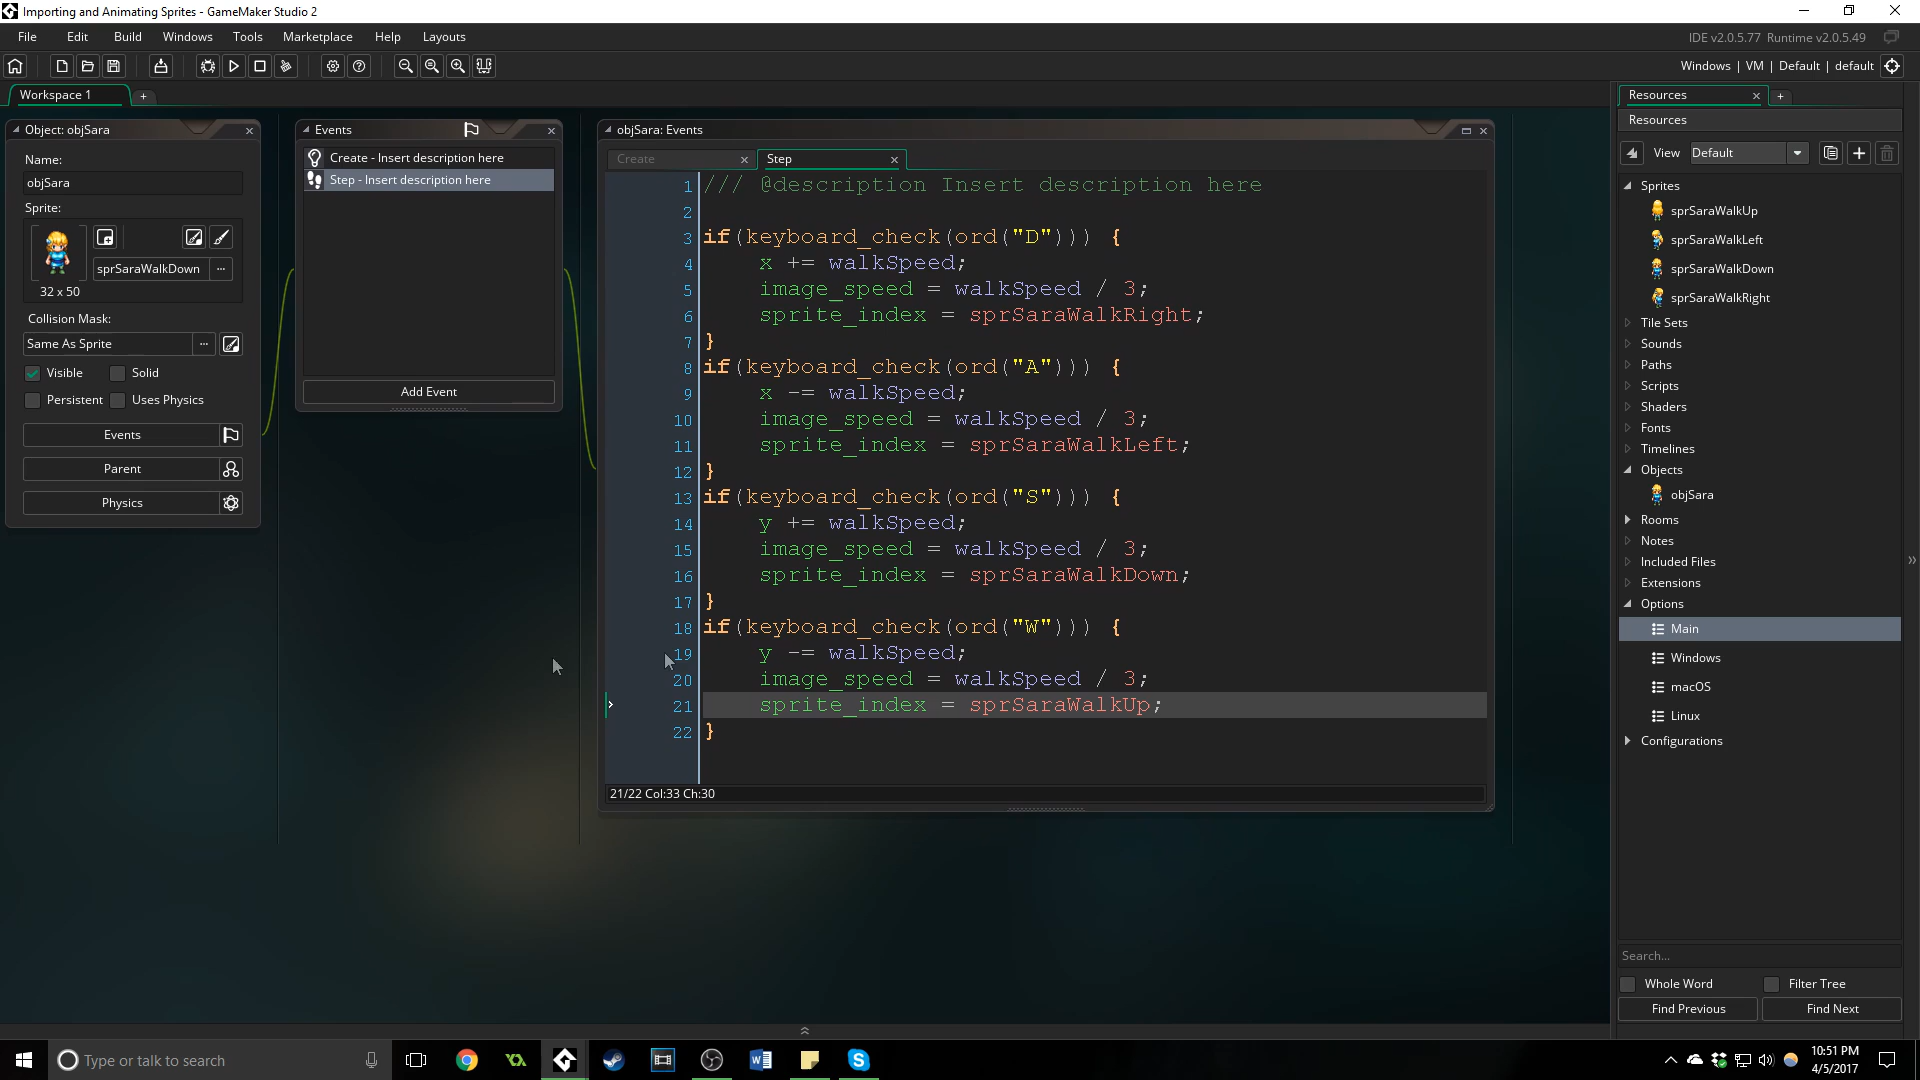 Importing and Animating Sprites - GameMaker Studio 2
File Edit Build Windows Tools Marketplace Help Layouts
IDE v2.0.5.77 Runtime v2.0.5.49
Windows | VM | Default | default
Workspace 1
Object: objSara
Name:
objSara
Sprite:
sprSaraWalkDown ...
32 x 50
Collision Mask:
Same As Sprite ...
Visible Solid
Persistent Uses Physics
Events
Parent
Physics
Events
Create - Insert description here
Step - Insert description here
Add Event
objSara: Events
Create Step
1 /// @description Insert description here
2
3 if(keyboard_check(ord("D"))) {
4 x += walkSpeed;
5 image_speed = walkSpeed / 3;
6 sprite_index = sprSaraWalkRight;
7 }
8 if(keyboard_check(ord("A"))) {
9 x -= walkSpeed;
10 image_speed = walkSpeed / 3;
11 sprite_index = sprSaraWalkLeft;
12 }
13 if(keyboard_check(ord("S"))) {
14 y += walkSpeed;
15 image_speed = walkSpeed / 3;
16 sprite_index = sprSaraWalkDown;
17 }
18 if(keyboard_check(ord("W"))) {
19 y -= walkSpeed;
20 image_speed = walkSpeed / 3;
21 sprite_index = sprSaraWalkUp;
22 }
21/22 Col:33 Ch:30
Resources
Resources
View Default
Sprites
sprSaraWalkUp
sprSaraWalkLeft
sprSaraWalkDown
sprSaraWalkRight
Tile Sets
Sounds
Paths
Scripts
Shaders
Fonts
Timelines
Objects
objSara
Rooms
Notes
Included Files
Extensions
Options
Main
Windows
macOS
Linux
Configurations
Search...
Whole Word Filter Tree
Find Previous Find Next
Type or talk to search
10:51 PM
4/5/2017